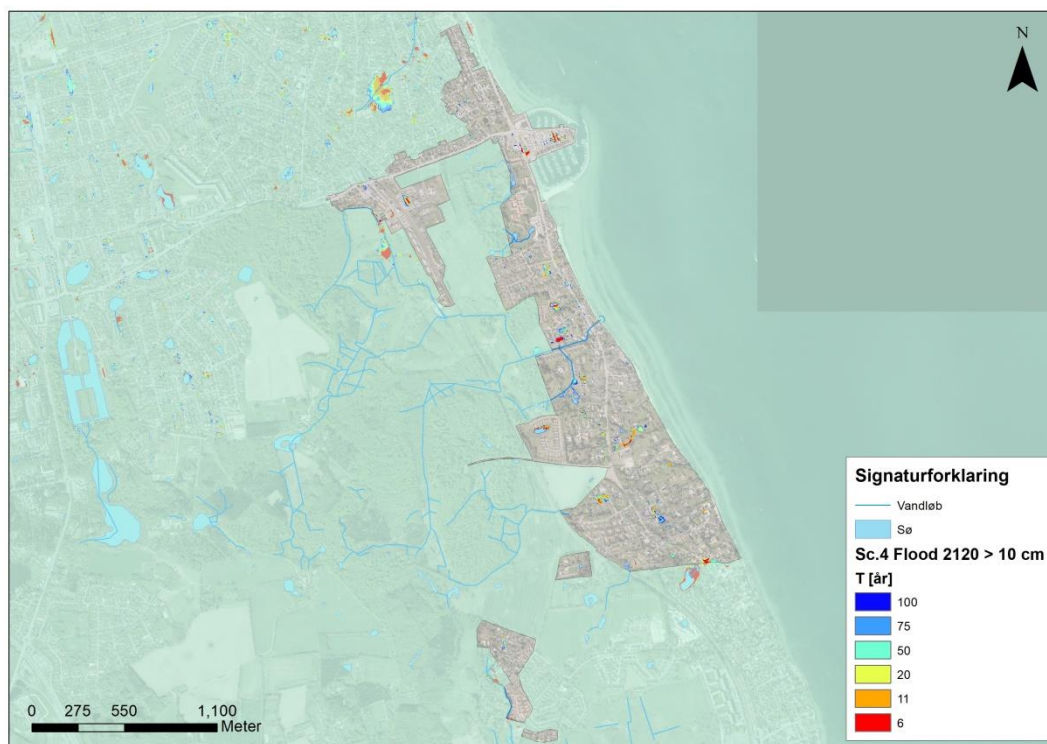 N
Signaturforklaring
Vandløb
Sø
Sc.4 Flood 2120 > 10 cm
T [år]
100
75
50
20
11
6
0 275 550 1,100
Meter